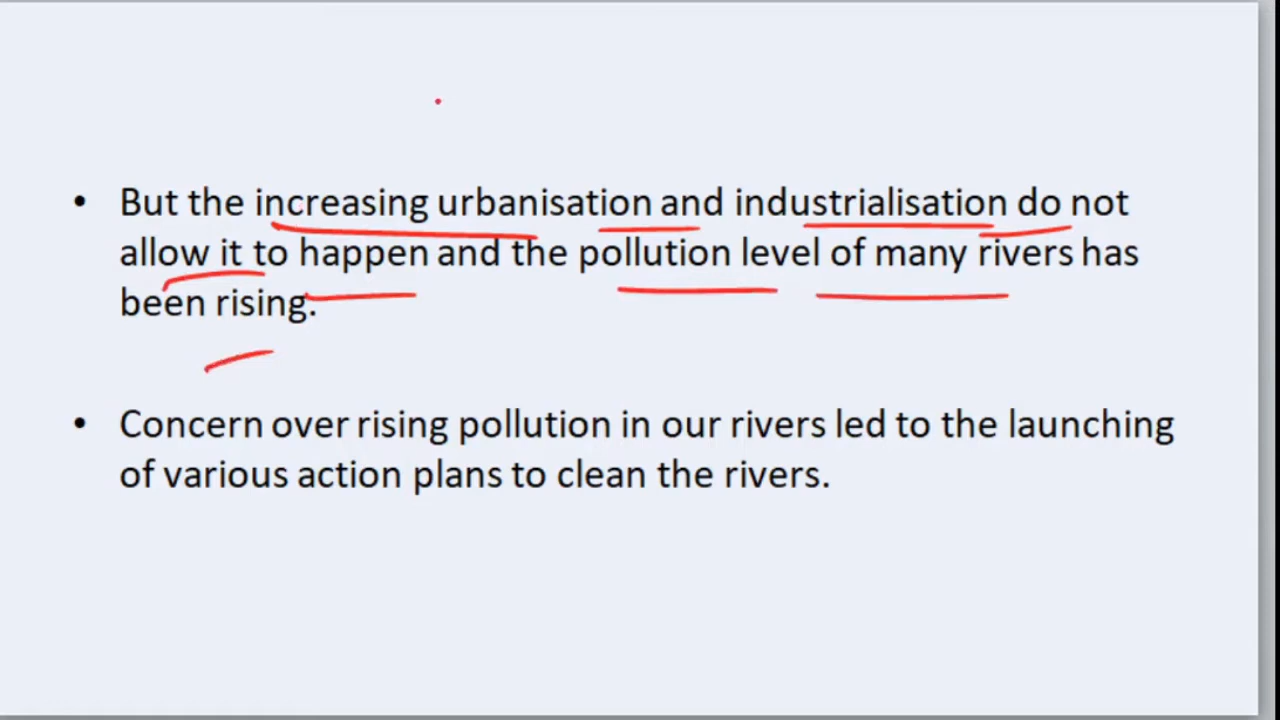 • But the increasing urbanisation and industrialisation do not
allow it to happen and the pollution level of many rivers has
been rising.
• Concern over rising pollution in our rivers led to the launching
of various action plans to clean the rivers.